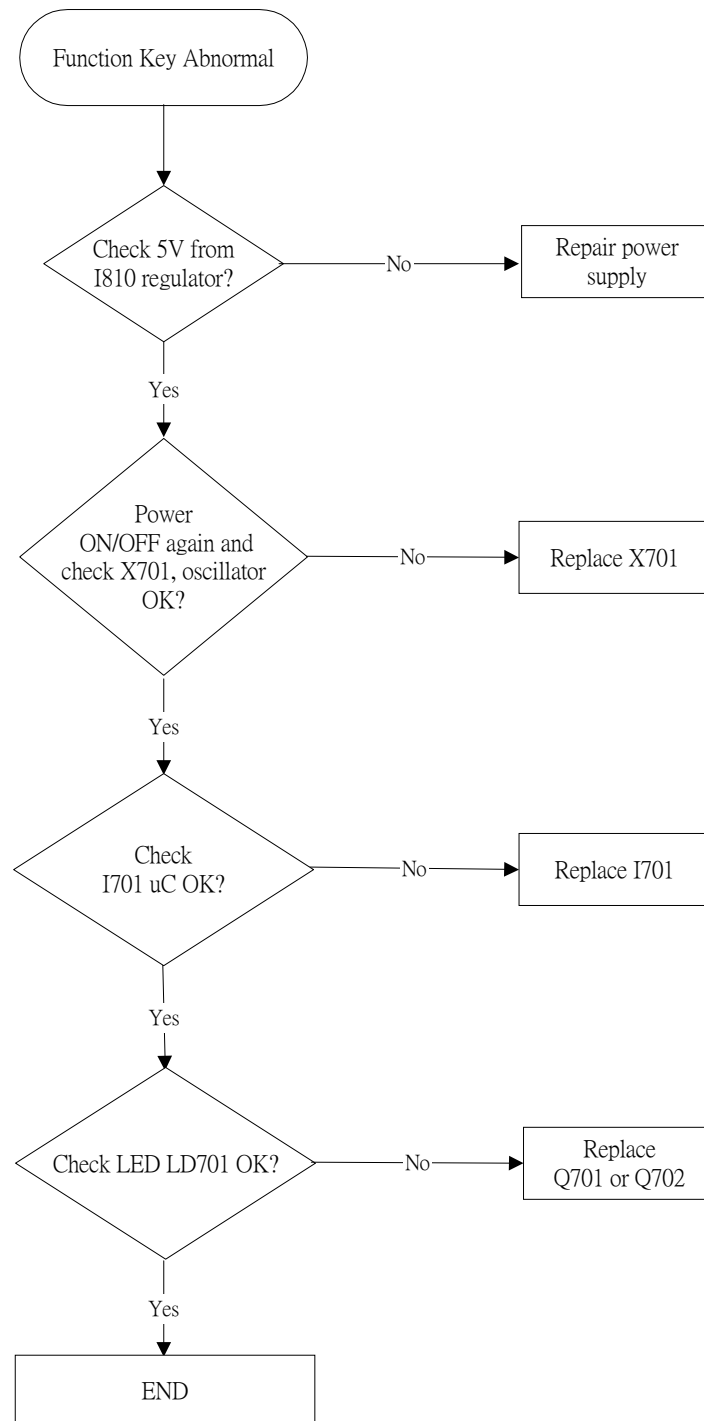 Function Key Abnormal
Check 5V from
I810 regulator?
No
Repair power
supply
Yes
Power
ON/OFF again and
check X701, oscillator
OK?
No
Replace X701
Yes
Check
I701 uC OK?
No
Replace I701
Yes
Check LED LD701 OK?
No
Replace
Q701 or Q702
Yes
END